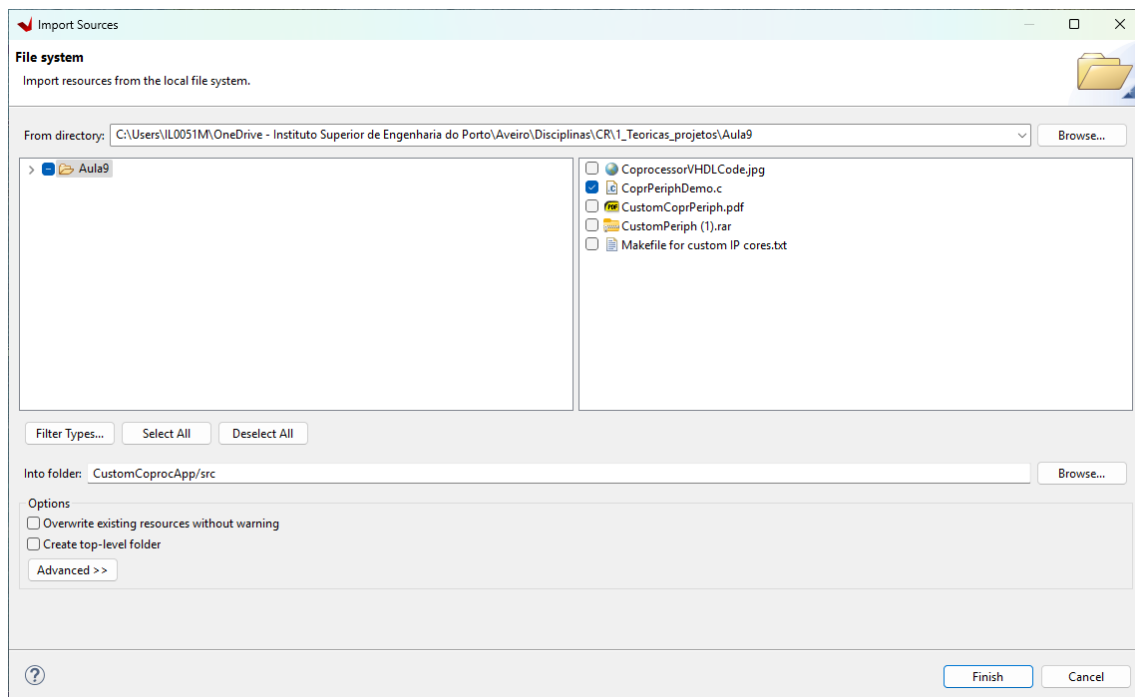 Import Sources
File system
Import resources from the local file system.
From directory: C:\Users\IL0051M\OneDrive - Instituto Superior de Engenharia do Porto\Aveiro\Disciplinas\CR\1_Teoricas_projetos\Aula9 Browse...
Aula9
CoprocessorVHDLCode.jpg
CoprPeriphDemo.c
CustomCoprPeriph.pdf
CustomPeriph (1).rar
Makefile for custom IP cores.txt
Filter Types... Select All Deselect All
Into folder: CustomCoprocApp/src Browse...
Options
Overwrite existing resources without warning
Create top-level folder
Advanced >>
? Finish Cancel